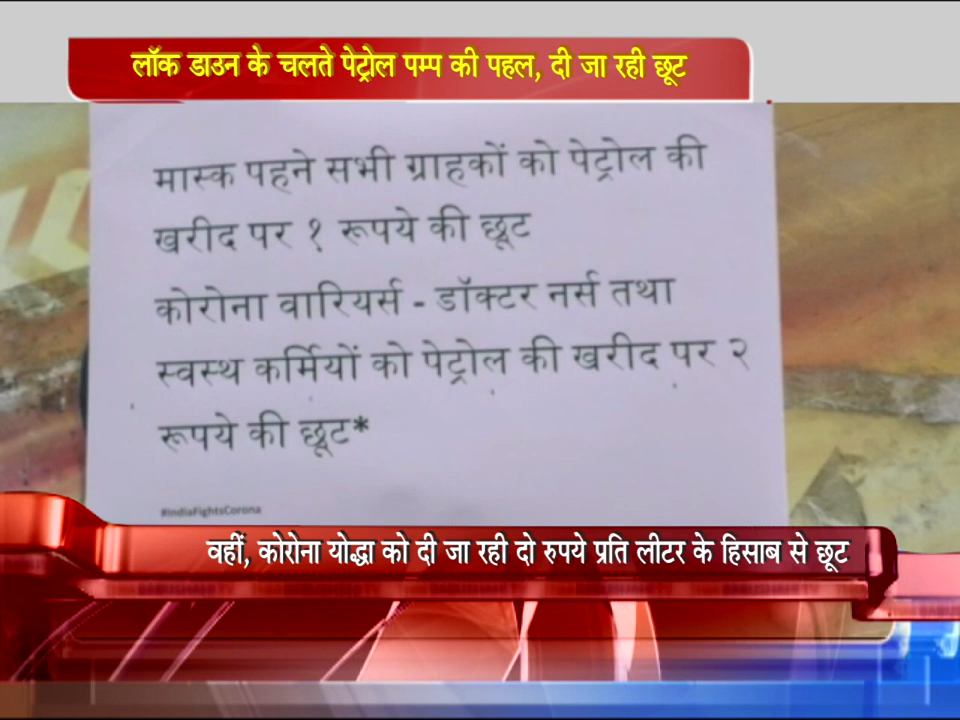 लॉक डाउन के चलते पेट्रोल पम्प की पहल, दी जा रही छूट
मास्क पहने सभी ग्राहकों को पेट्रोल की
खरीद पर १ रूपये की छूट
कोरोना वारियर्स - डॉक्टर नर्स तथा
स्वस्थ कर्मियों को पेट्रोल की खरीद पर २
रूपये की छूट*
#IndiaFightsCorona
वहीं, कोरोना योद्धा को दी जा रही दो रुपये प्रति लीटर के हिसाब से छूट